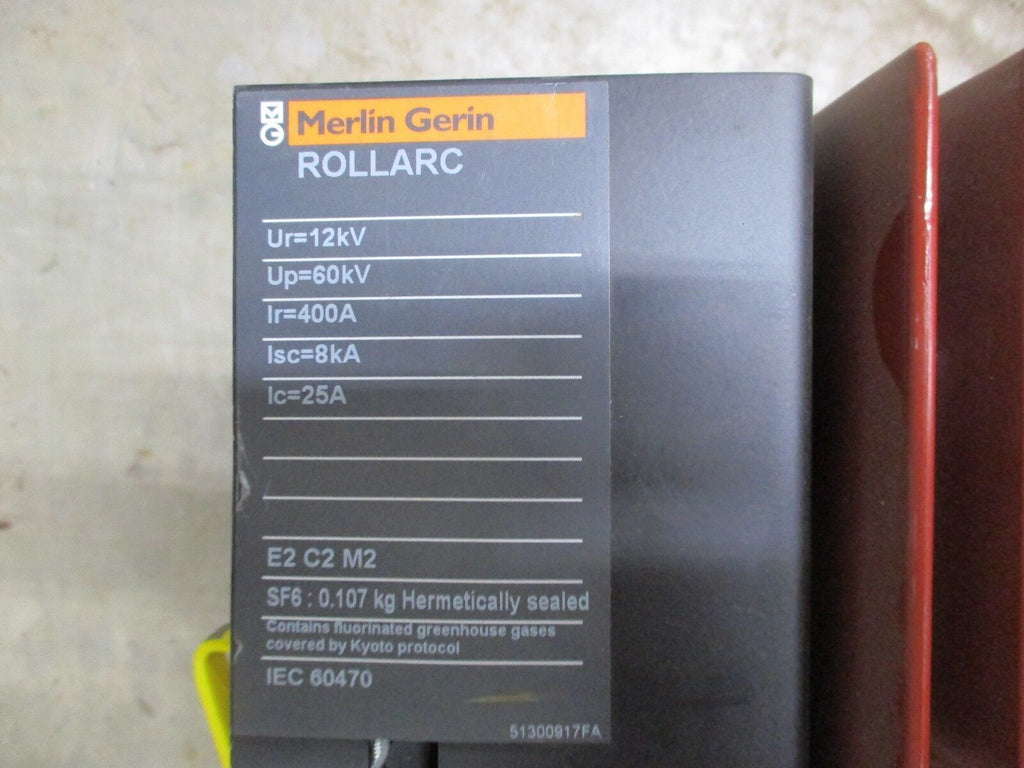 MG Merlin Gerin
ROLLARC
Ur=12kV
Up=60kV
Ir=400A
Isc=8kA
Ic=25A
E2 C2 M2
SF6 : 0.107 kg Hermetically sealed
Contains fluorinated greenhouse gases
covered by Kyoto protocol
IEC 60470
51300917FA